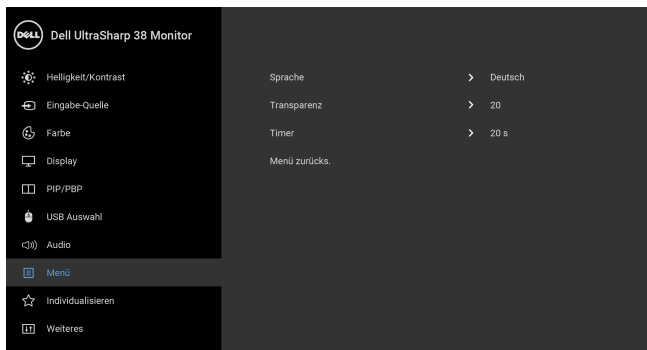 DELL Dell UltraSharp 38 Monitor
Helligkeit/Kontrast
Eingabe-Quelle
Farbe
Display
PIP/PBP
USB Auswahl
Audio
Menü
Individualisieren
Weiteres
Sprache Deutsch
Transparenz 20
Timer 20 s
Menü zurücks.